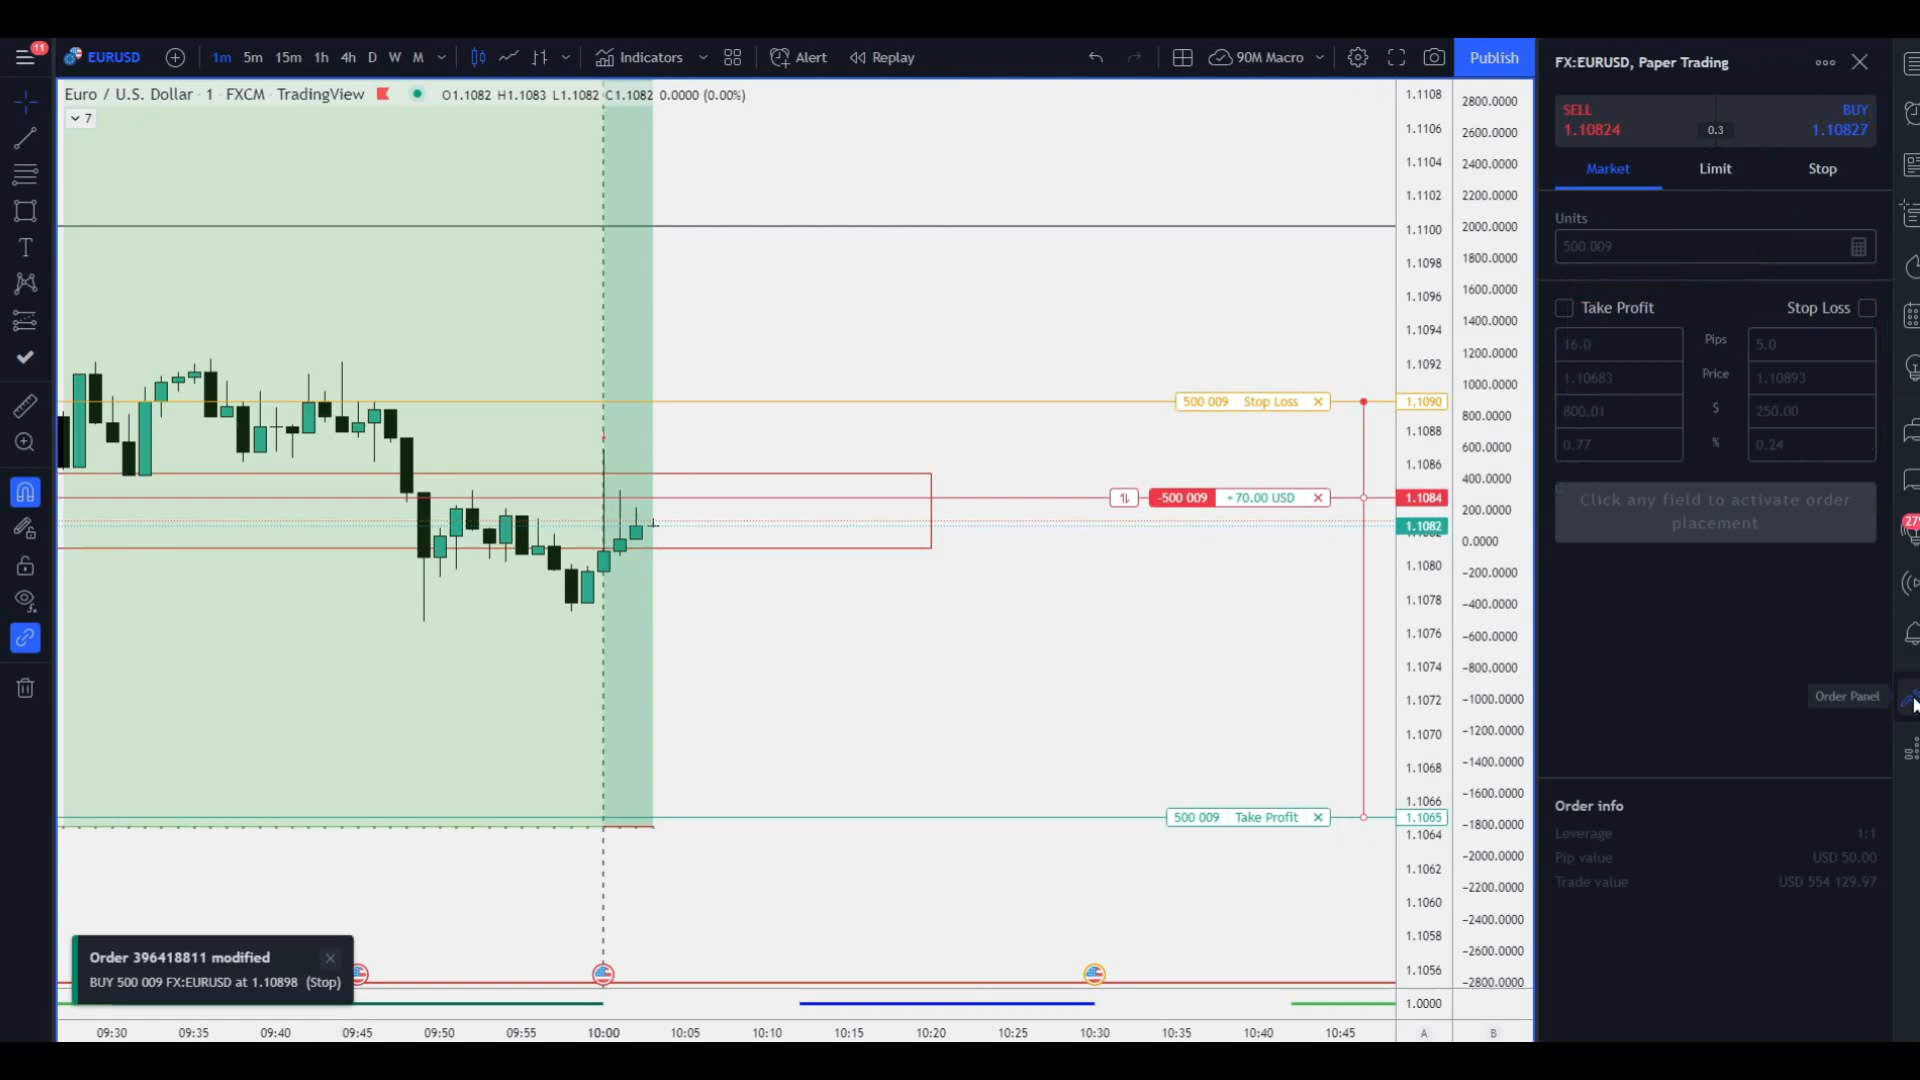 11
EURUSD
1m 5m 15m 1h 4h D W M
Indicators
Alert
Replay
90M Macro
Publish
Euro / U.S. Dollar · 1 · FXCM · TradingView
O1.1082 H1.1083 L1.1082 C1.1082 0.0000 (0.00%)
7
T
500 009 Stop Loss
-500 009 +70.00 USD
500 009 Take Profit
1.1108
1.1106
1.1104
1.1102
1.1100
1.1098
1.1096
1.1094
1.1092
1.1090
1.1088
1.1086
1.1084
1.1082
1.1080
1.1078
1.1076
1.1074
1.1072
1.1070
1.1068
1.1066
1.1065
1.1064
1.1062
1.1060
1.1058
1.1056
1.0000
2800.0000
2600.0000
2400.0000
2200.0000
2000.0000
1800.0000
1600.0000
1400.0000
1200.0000
1000.0000
800.0000
600.0000
400.0000
200.0000
0.0000
-200.0000
-400.0000
-600.0000
-800.0000
-1000.0000
-1200.0000
-1400.0000
-1600.0000
-1800.0000
-2000.0000
-2200.0000
-2400.0000
-2600.0000
-2800.0000
Order 396418811 modified
BUY 500 009 FX:EURUSD at 1.10898 (Stop)
09:30 09:35 09:40 09:45 09:50 09:55 10:00 10:05 10:10 10:15 10:20 10:25 10:30 10:35 10:40 10:45 A B
FX:EURUSD, Paper Trading
SELL
1.10824
0.3
BUY
1.10827
Market Limit Stop
Units
500 009
Take Profit Stop Loss
16.0 Pips 5.0
1.10683 Price 1.10893
800.01 $ 250.00
0.77 % 0.24
Click any field to activate order
placement
Order Panel
Order info
Leverage 1:1
Pip value USD 50.00
Trade value USD 554 129.97